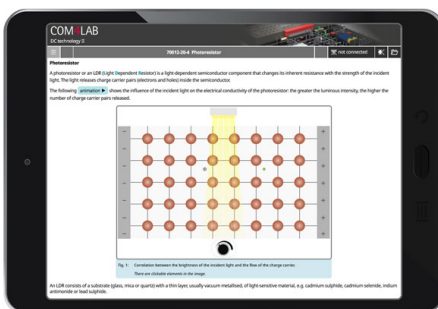 COM4LAB
DC technology II
70013-20-4 Photoresistor
not connected
Photoresistor
A photoresistor or an LDR (Light Dependent Resistor) is a light dependent semiconductor component that changes its inherent resistance with the strength of the incident
light. The light releases charge carrier pairs (electrons and holes) inside the semiconductor.
The following animation ▶ shows the influence of the incident light on the electrical conductivity of the photoresistor: the greater the luminous intensity, the higher the
number of charge carrier pairs released.
Fig. 1: Correlation between the brightness of the incident light and the flow of the charge carrier.
There are clickable elements in the image.
An LDR consists of a substrate (glass, mica or quartz) with a thin layer, usually vacuum metallised, of light-sensitive material, e.g. cadmium sulphide, cadmium selenide, indium
antimonide or lead sulphide.